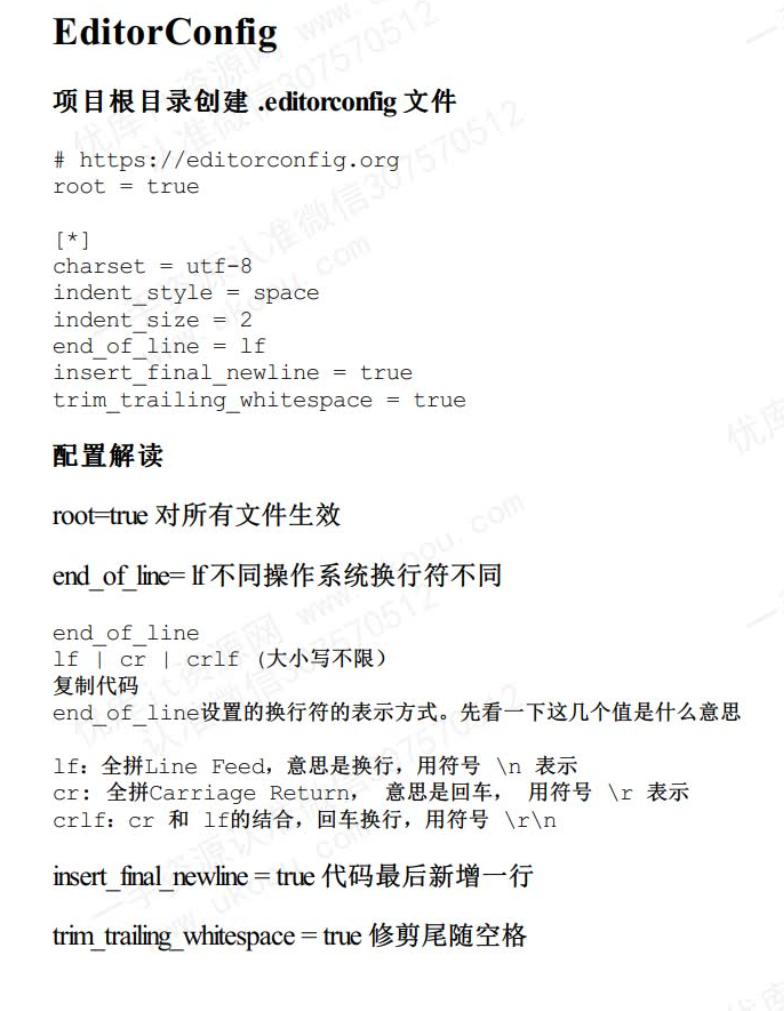 EditorConfig
项目根目录创建 .editorconfig 文件
# https://editorconfig.org
root = true
[*]
charset = utf-8
indent_style = space
indent_size = 2
end_of_line = lf
insert_final_newline = true
trim_trailing_whitespace = true
配置解读
root=true 对所有文件生效
end_of_line= lf 不同操作系统换行符不同
end_of_line
lf | cr | crlf (大小写不限）
复制代码
end_of_line设置的换行符的表示方式。先看一下这几个值是什么意思
lf：全拼Line Feed，意思是换行，用符号 \n 表示
cr: 全拼Carriage Return， 意思是回车， 用符号 \r 表示
crlf：cr 和 lf的结合，回车换行，用符号 \r\n
insert_final_newline = true 代码最后新增一行
trim_trailing_whitespace = true 修剪尾随空格